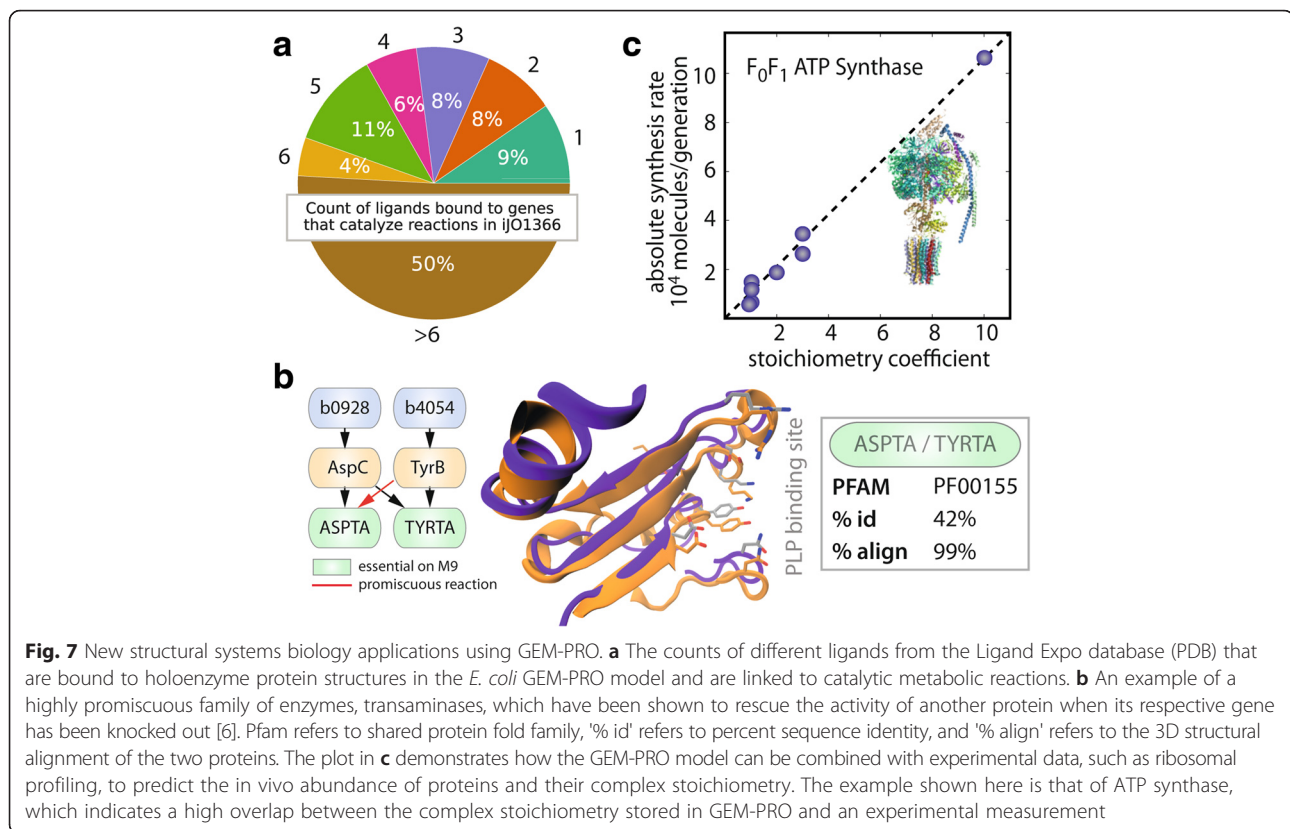 a
4
3
2
1
5
6
6%
8%
8%
9%
11%
4%
Count of ligands bound to genes
that catalyze reactions in iJO1366
50%
>6
c
F0F1 ATP Synthase
absolute synthesis rate
10^4 molecules/generation
10
8
6
4
2
2
4
6
8
10
stoichiometry coefficient
b
b0928
b4054
AspC
TyrB
ASPTA
TYRTA
essential on M9
promiscuous reaction
PLP binding site
ASPTA / TYRTA
PFAM PF00155
% id 42%
% align 99%
Fig. 7 New structural systems biology applications using GEM-PRO. a The counts of different ligands from the Ligand Expo database (PDB) that
are bound to holoenzyme protein structures in the E. coli GEM-PRO model and are linked to catalytic metabolic reactions. b An example of a
highly promiscuous family of enzymes, transaminases, which have been shown to rescue the activity of another protein when its respective gene
has been knocked out [6]. Pfam refers to shared protein fold family, '% id' refers to percent sequence identity, and '% align' refers to the 3D structural
alignment of the two proteins. The plot in c demonstrates how the GEM-PRO model can be combined with experimental data, such as ribosomal
profiling, to predict the in vivo abundance of proteins and their complex stoichiometry. The example shown here is that of ATP synthase,
which indicates a high overlap between the complex stoichiometry stored in GEM-PRO and an experimental measurement